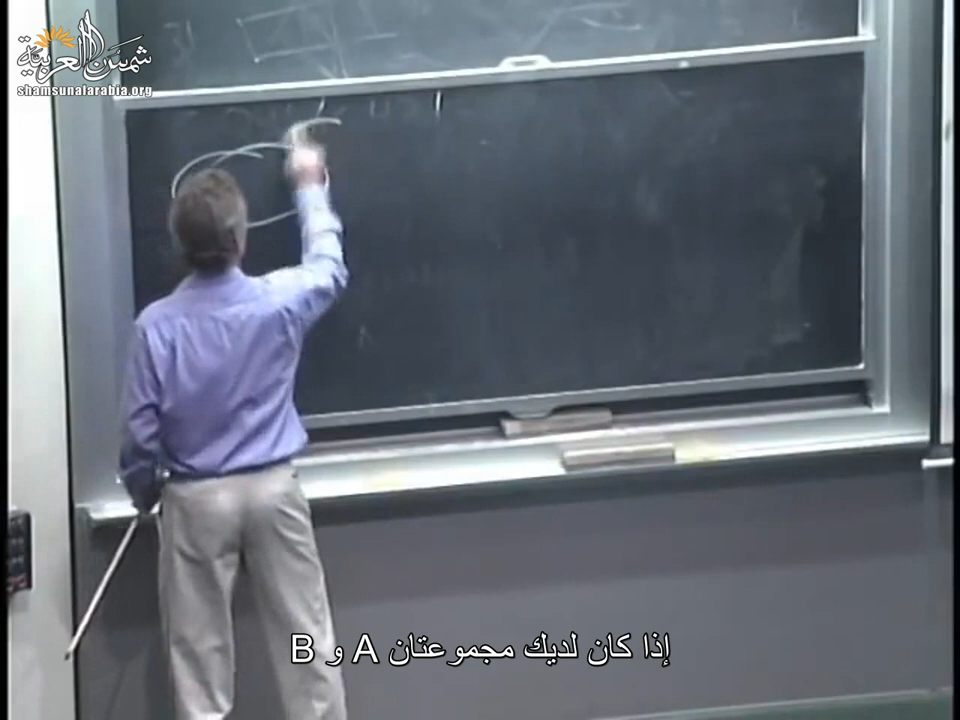 شمس العربية
shamsunalarabia.org
إذا كان لديك مجموعتان A و B